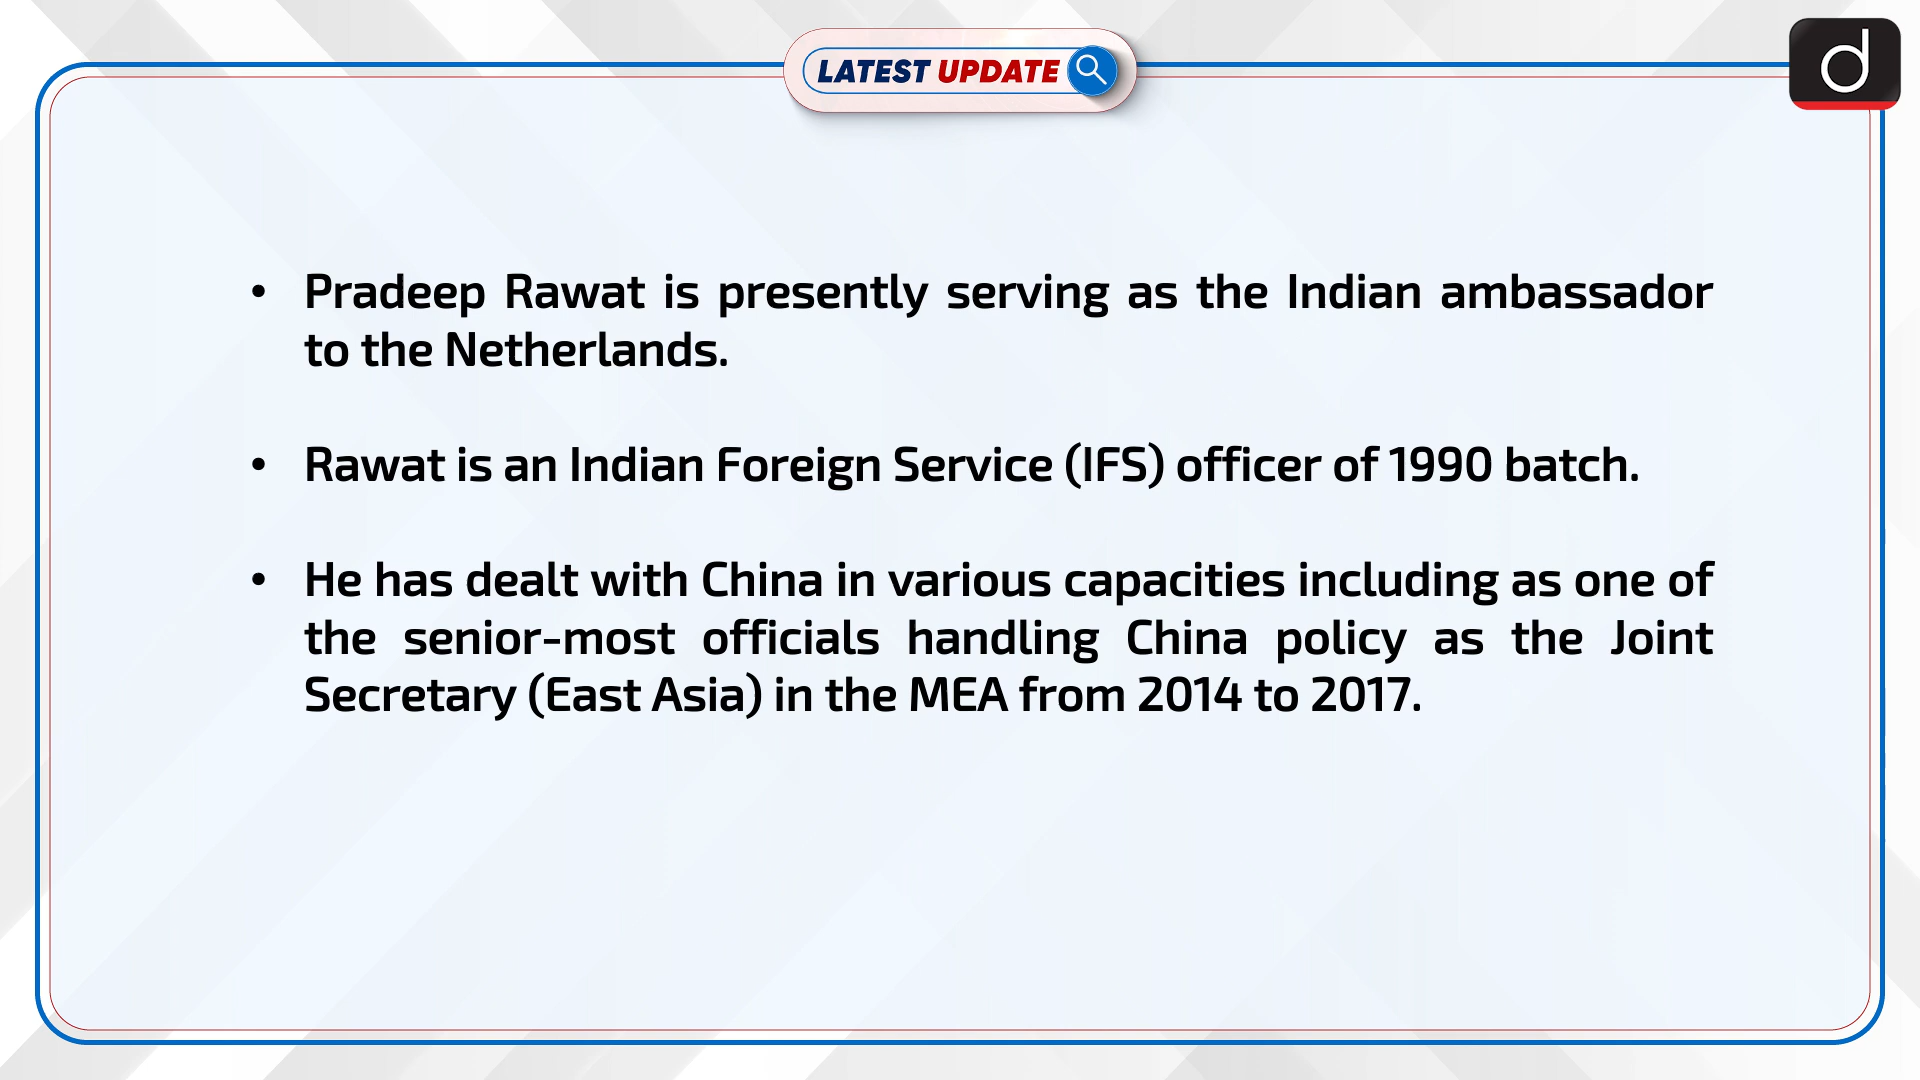 LATEST UPDATE
d
• Pradeep Rawat is presently serving as the Indian ambassador
to the Netherlands.
• Rawat is an Indian Foreign Service (IFS) officer of 1990 batch.
• He has dealt with China in various capacities including as one of
the senior-most officials handling China policy as the Joint
Secretary (East Asia) in the MEA from 2014 to 2017.